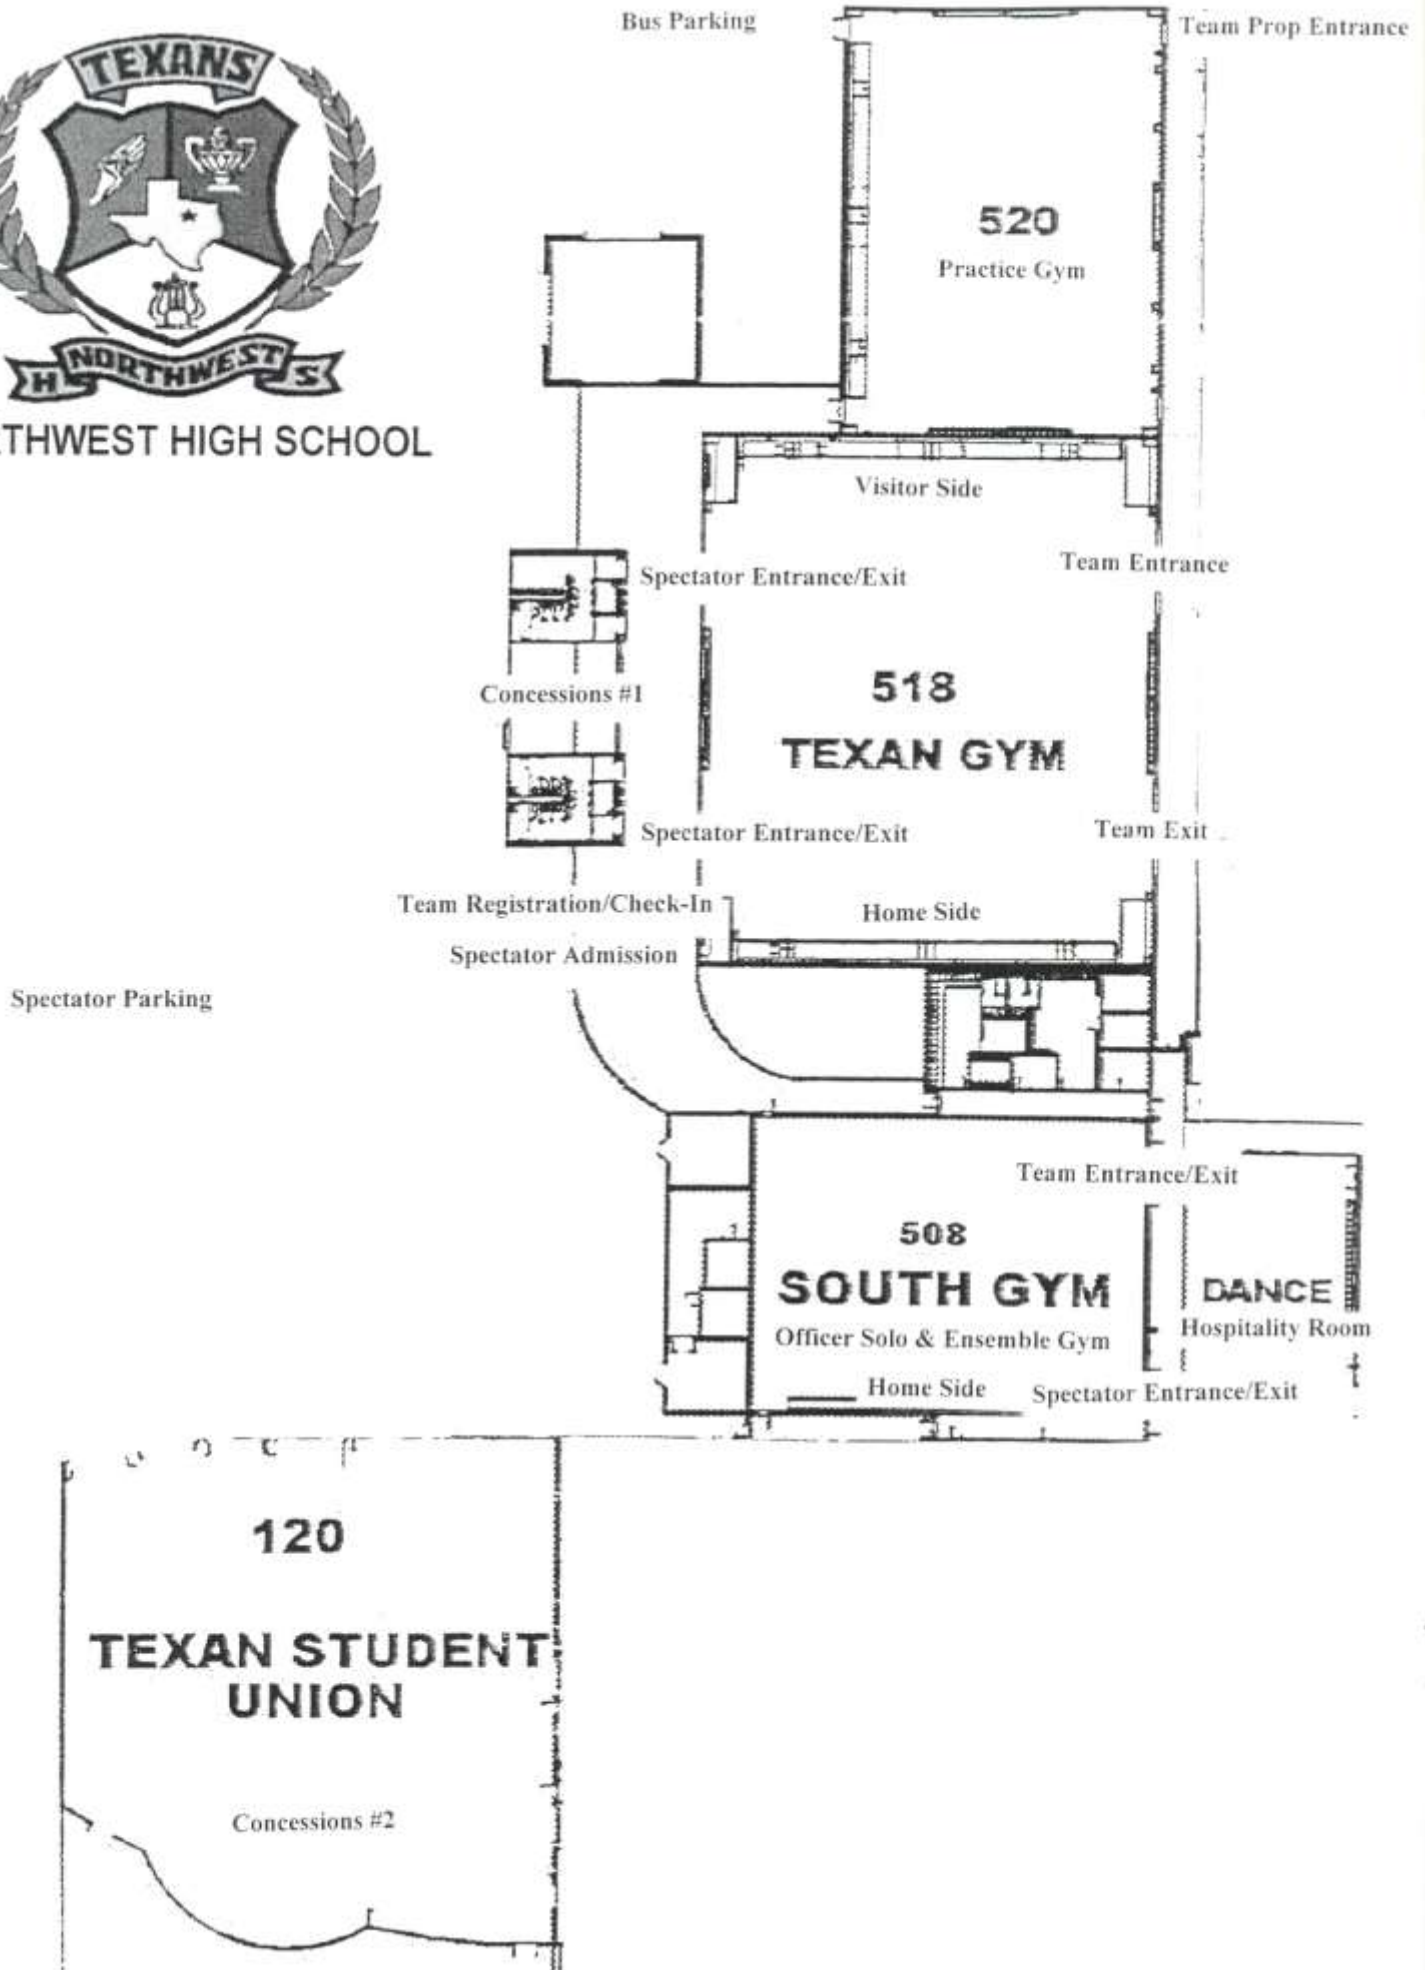 Bus Parking
Team Prop Entrance
TEXANS
H NORTHWEST S
THWEST HIGH SCHOOL
520
Practice Gym
Visitor Side
Spectator Entrance/Exit
Team Entrance
Concessions #1
518
TEXAN GYM
Spectator Entrance/Exit
Team Exit
Team Registration/Check-In
Home Side
Spectator Admission
Spectator Parking
Team Entrance/Exit
508
SOUTH GYM
Officer Solo & Ensemble Gym
DANCE
Hospitality Room
Home Side
Spectator Entrance/Exit
120
TEXAN STUDENT
UNION
Concessions #2